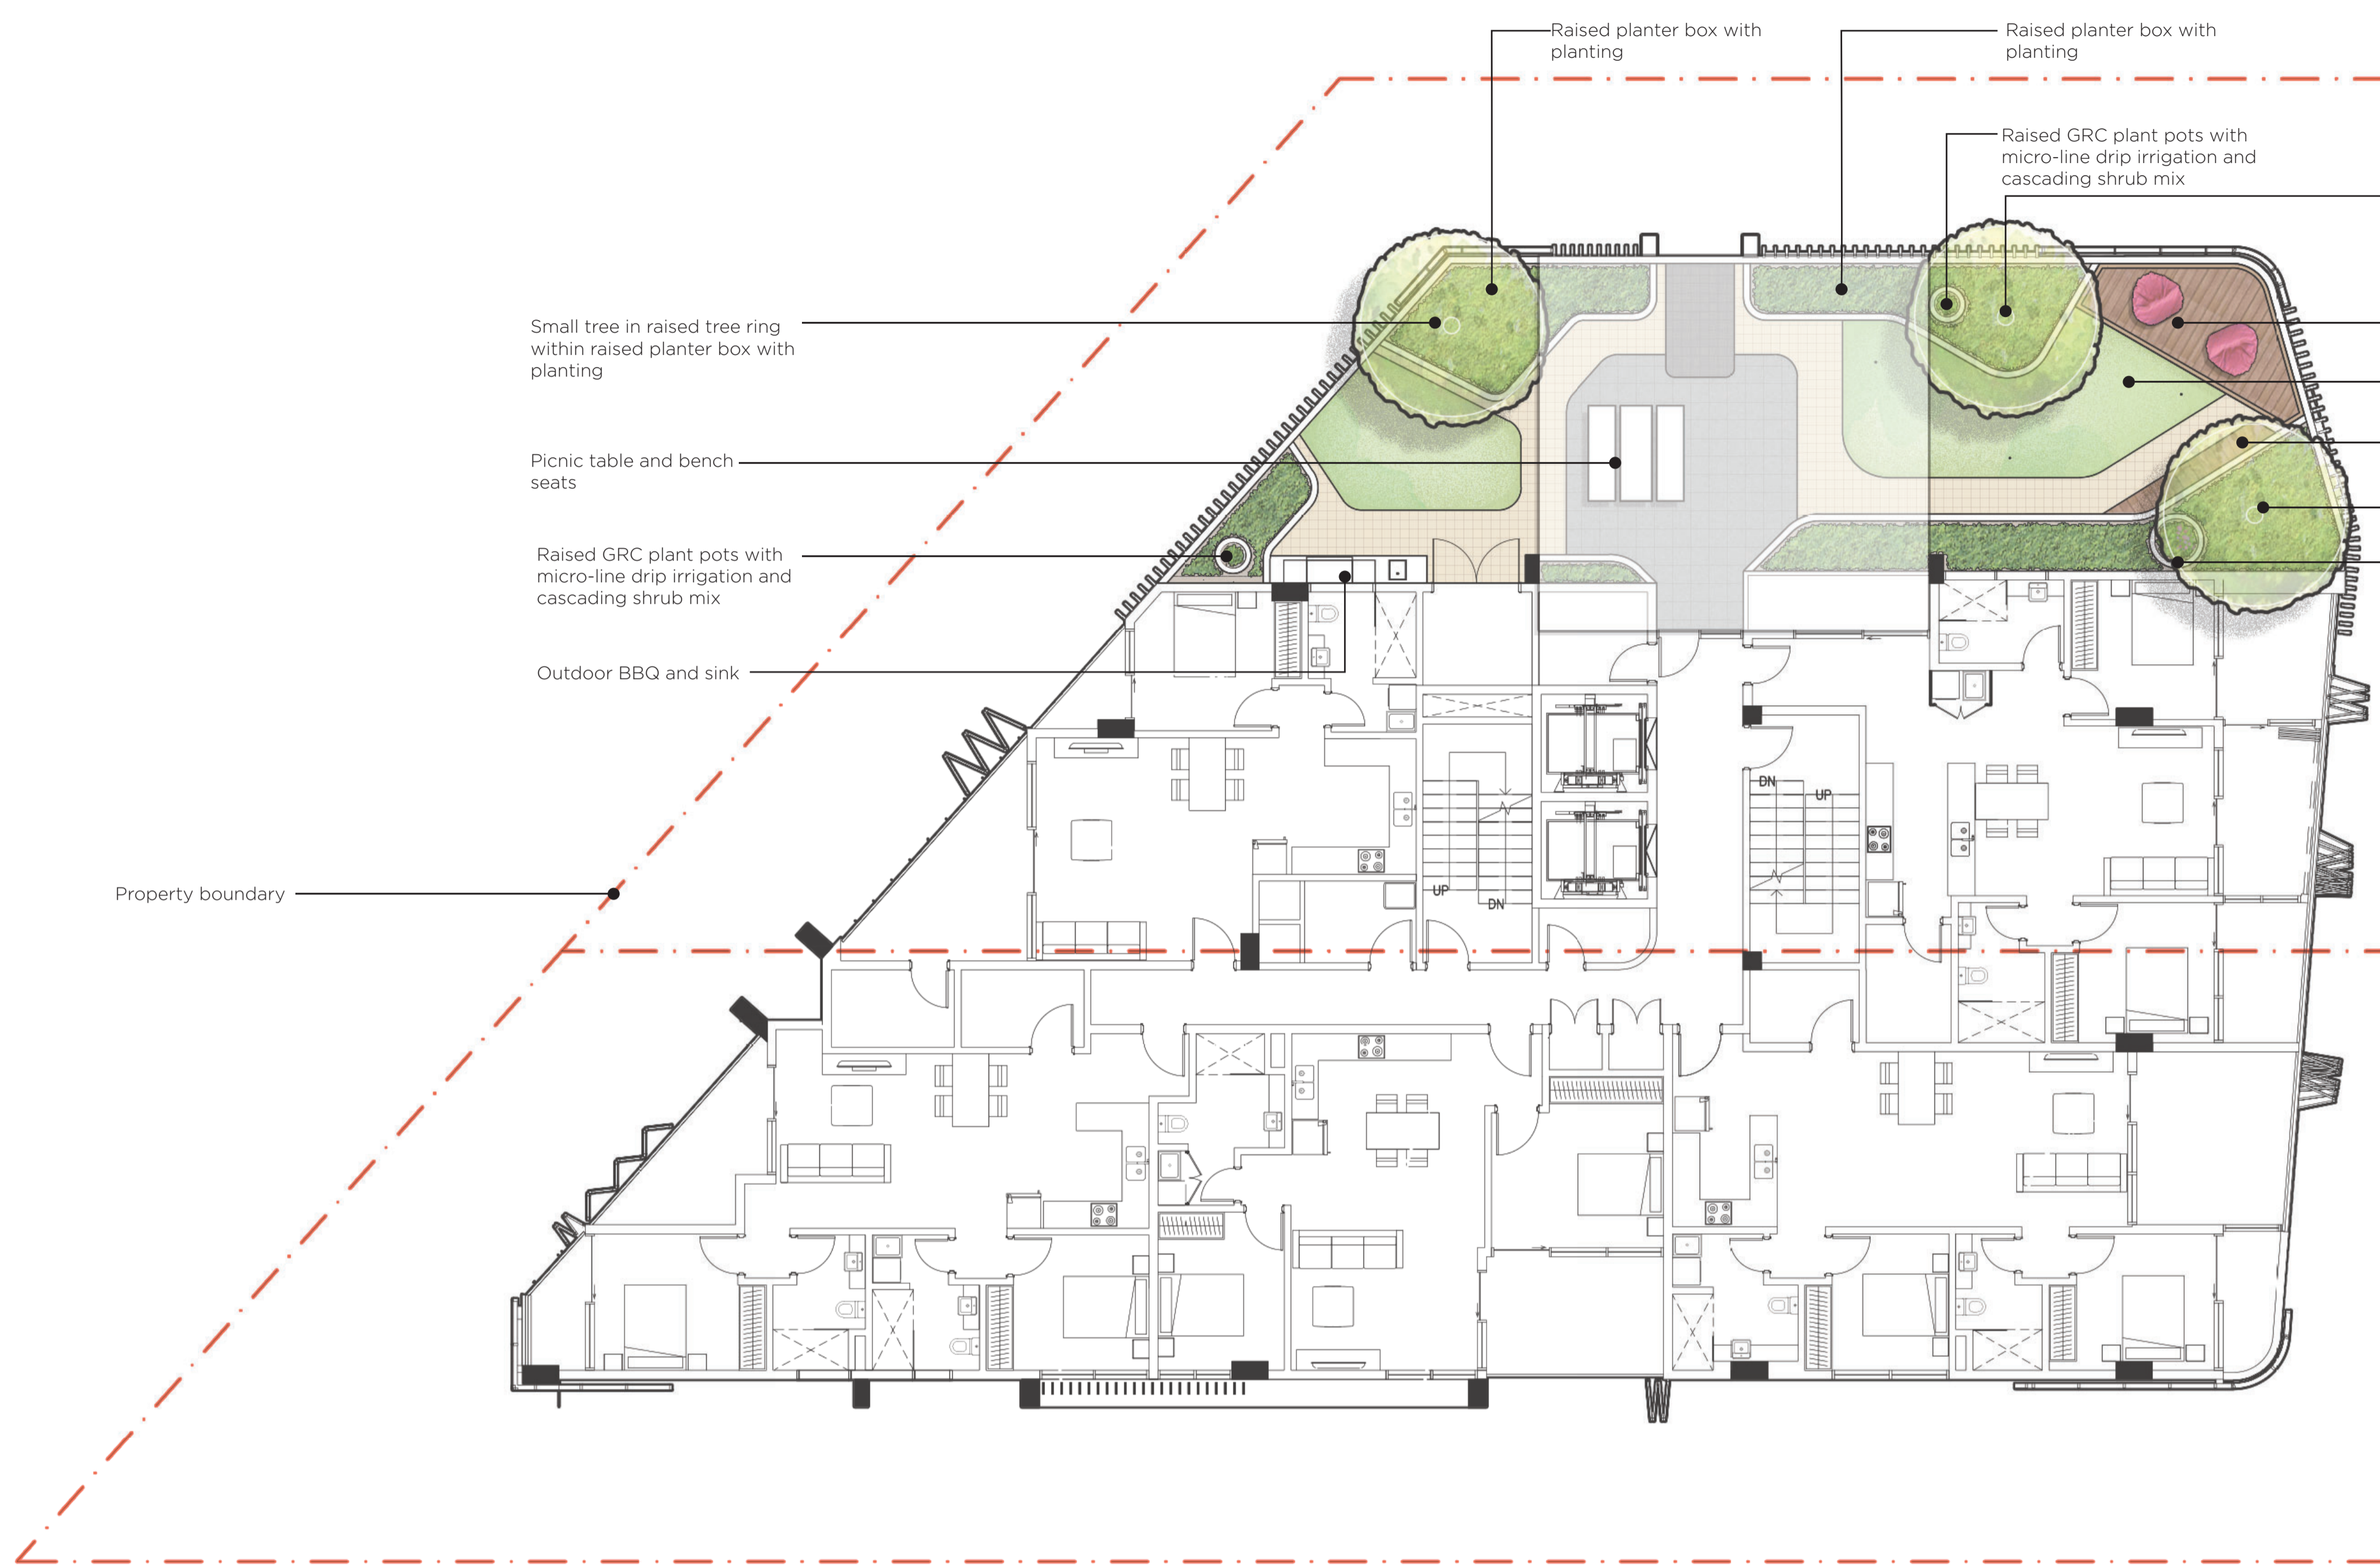 Raised planter box with
planting
Raised planter box with
planting
Raised GRC plant pots with
micro-line drip irrigation and
cascading shrub mix
Small tree in raised tree ring
within raised planter box with
planting
Picnic table and bench
seats
Raised GRC plant pots with
micro-line drip irrigation and
cascading shrub mix
Outdoor BBQ and sink
DN
UP
UP
DN
Property boundary